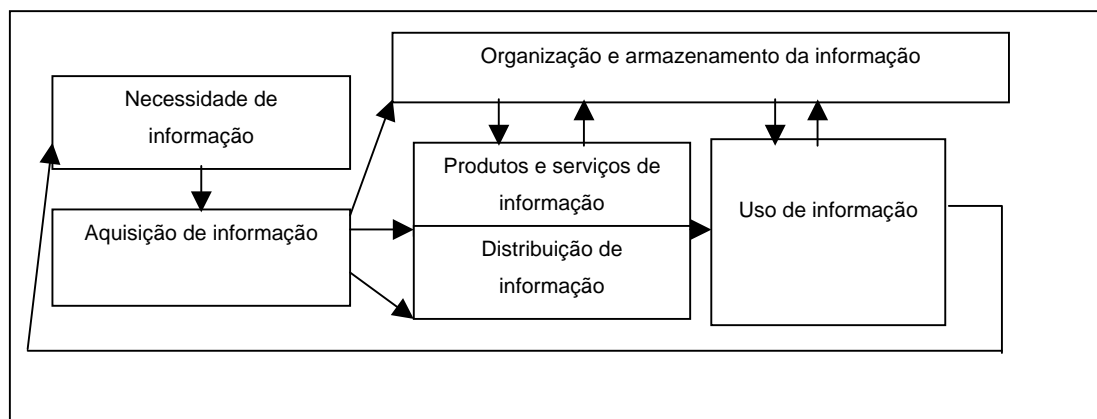 Organização e armazenamento da informação
Necessidade de
informação
Aquisição de informação
Produtos e serviços de
informação
Distribuição de
informação
Uso de informação